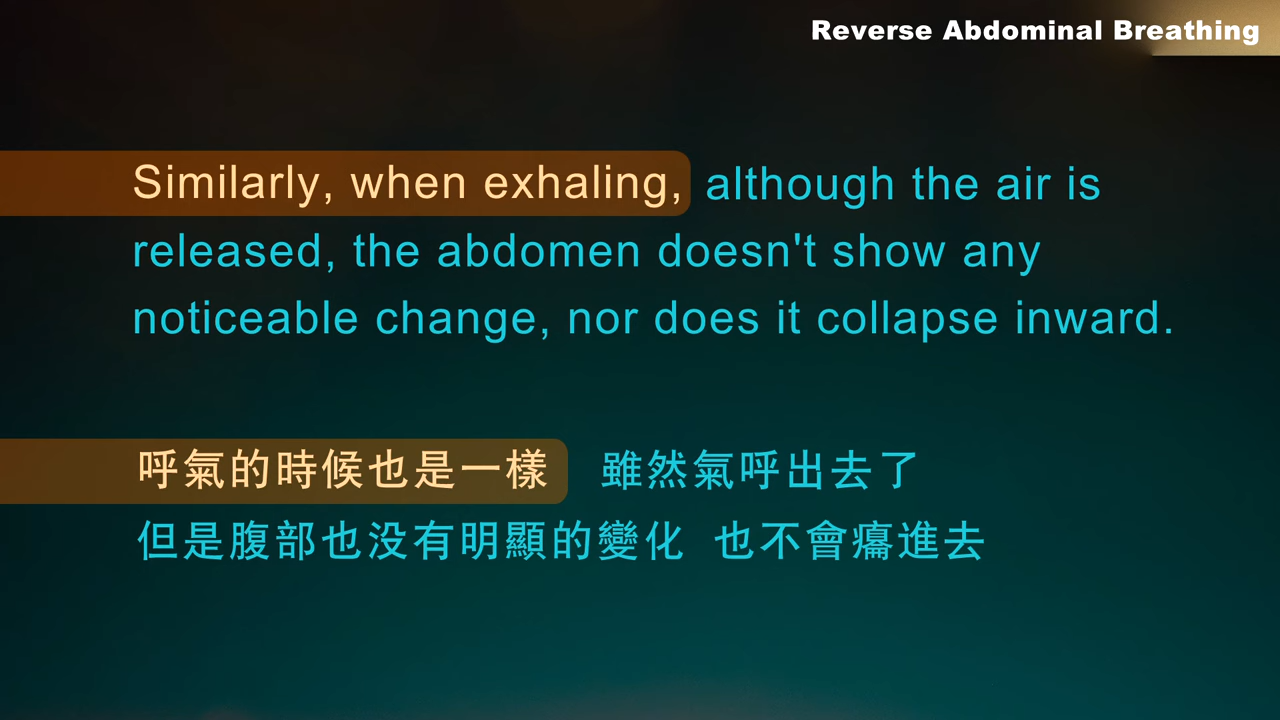 Reverse Abdominal Breathing
Similarly, when exhaling, although the air is
released, the abdomen doesn't show any
noticeable change, nor does it collapse inward.
呼氣的時候也是一樣 雖然氣呼出去了
但是腹部也没有明顯的變化 也不會癟進去